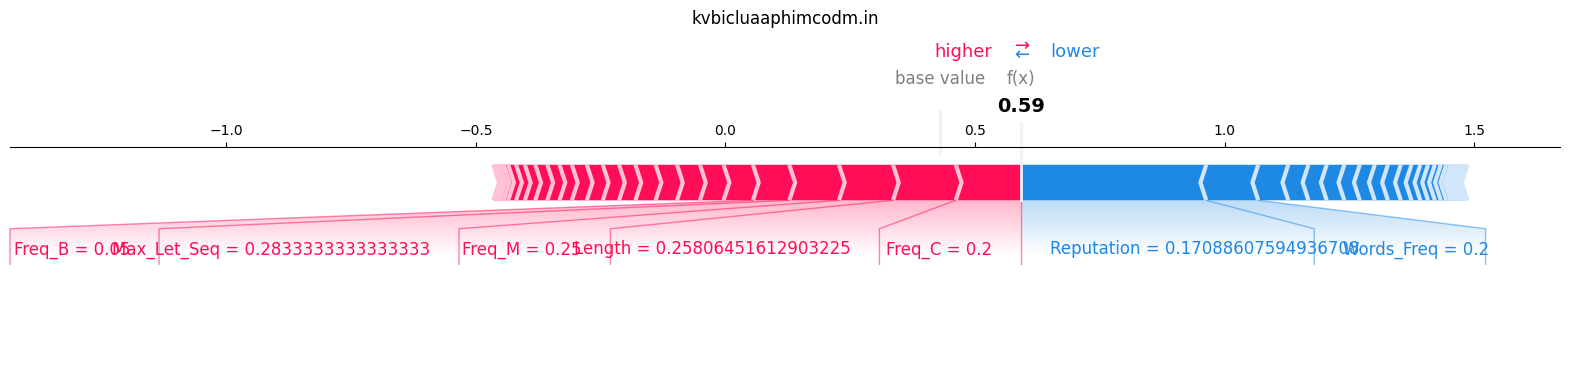 kvbicluaaphimcodm.in
higher ⇄ lower
base value f(x)
0.59
−1.0 −0.5 0.0 0.5 1.0 1.5
Freq_B = 0.05 Max_Let_Seq = 0.2833333333333333 Freq_M = 0.25 Length = 0.25806451612903225 Freq_C = 0.2 Reputation = 0.17088607594936708 Words_Freq = 0.2